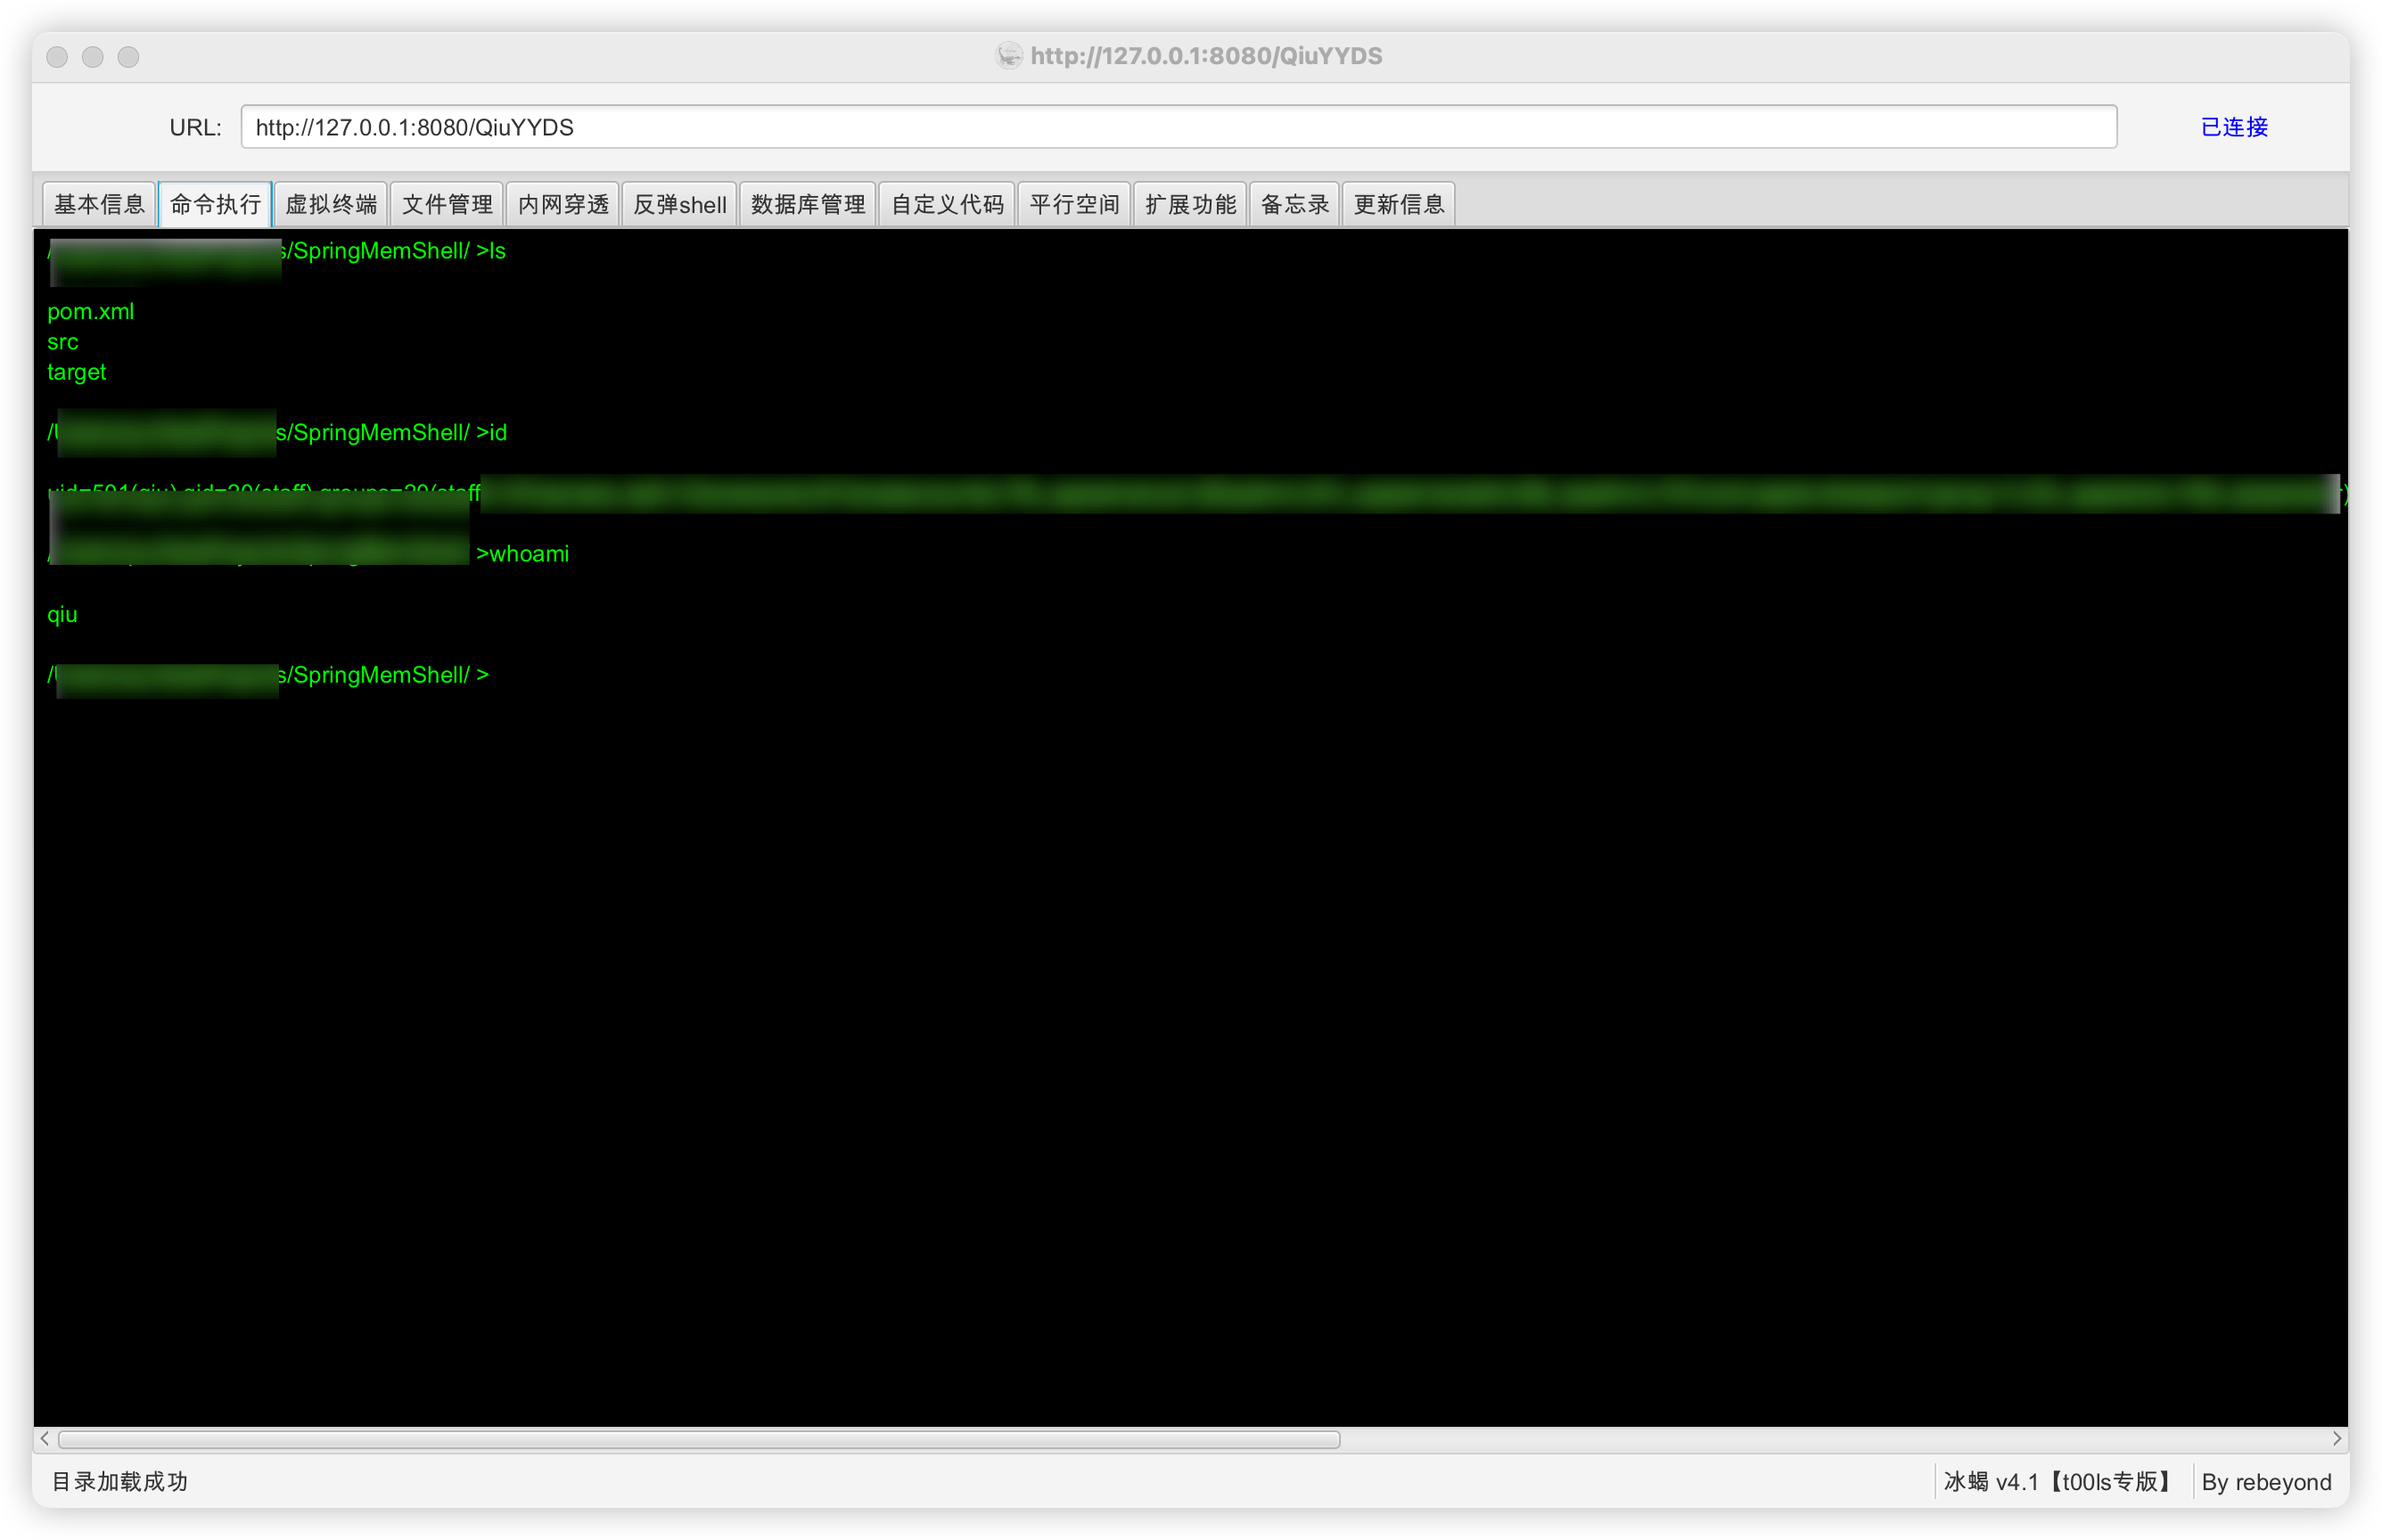 http://127.0.0.1:8080/QiuYYDS
URL: http://127.0.0.1:8080/QiuYYDS 已连接
基本信息 命令执行 虚拟终端 文件管理 内网穿透 反弹shell 数据库管理 自定义代码 平行空间 扩展功能 备忘录 更新信息
s/SpringMemShell/ >ls
pom.xml
src
target
s/SpringMemShell/ >id
uid=501(qiu) gid=20(staff) groups=20(staff
>whoami
qiu
s/SpringMemShell/ >
目录加载成功 冰蝎 v4.1【t00ls专版】 By rebeyond